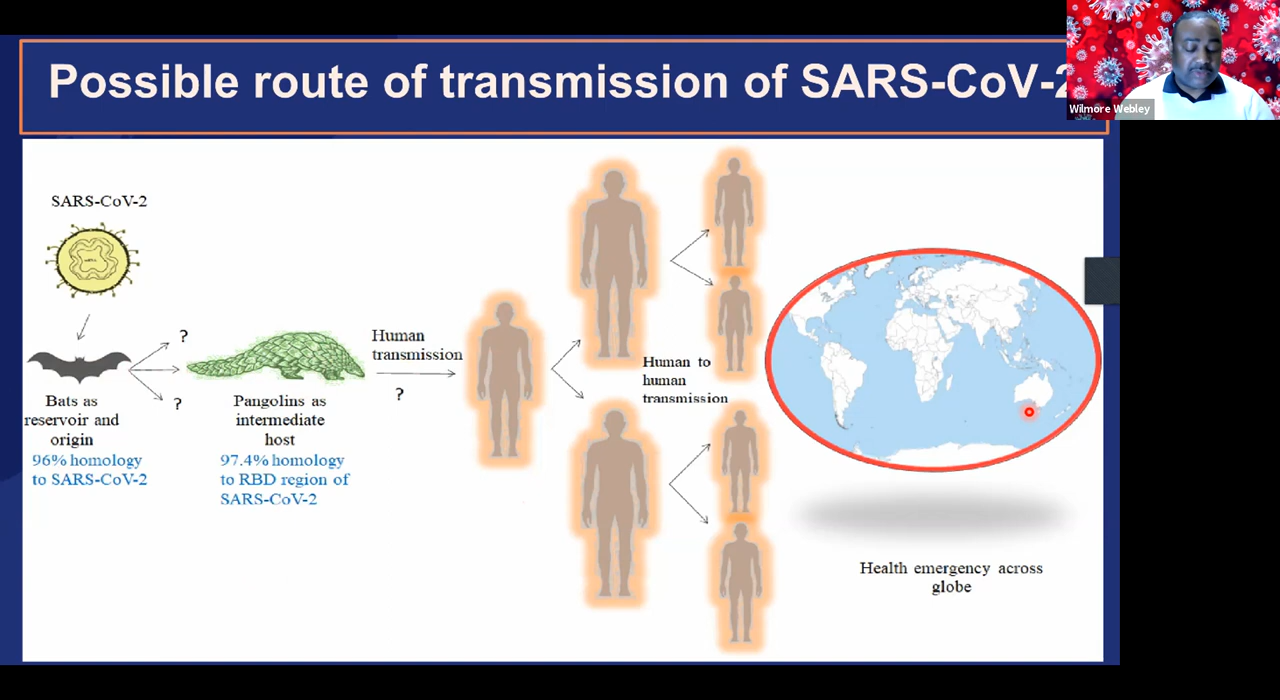 Possible route of transmission of SARS-CoV-2
Wilmore Webley
SARS-CoV-2
?
?
Bats as
reservoir and
origin
96% homology
to SARS-CoV-2
Pangolins as
intermediate
host
97.4% homology
to RBD region of
SARS-CoV-2
Human
transmission
?
Human to
human
transmission
Health emergency across
globe